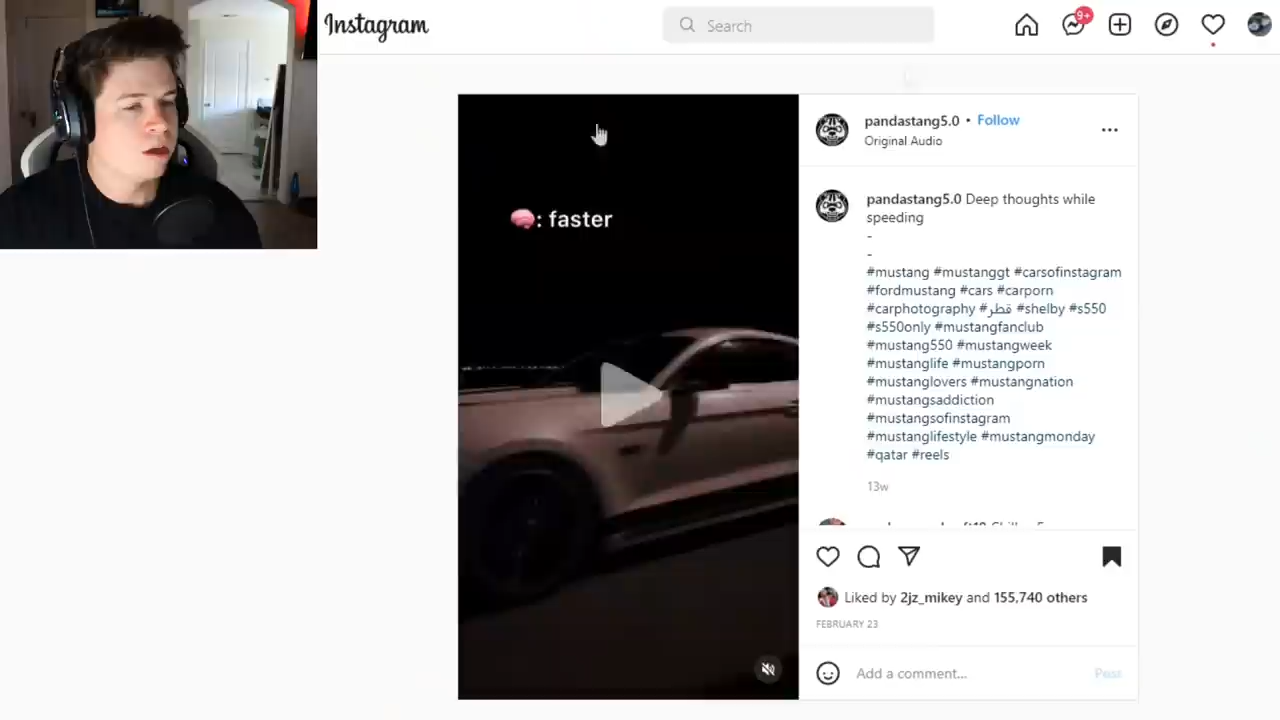 Instagram
Search
9+
🧠: faster
pandastang5.0 • Follow
Original Audio
pandastang5.0 Deep thoughts while
speeding
-
-
#mustang #mustanggt #carsofinstagram
#fordmustang #cars #carporn
#carphotography #قطر #shelby #s550
#s550only #mustangfanclub
#mustang550 #mustangweek
#mustanglife #mustangporn
#mustanglovers #mustangnation
#mustangsaddiction
#mustangsofinstagram
#mustanglifestyle #mustangmonday
#qatar #reels
13w
Liked by 2jz_mikey and 155,740 others
FEBRUARY 23
Add a comment...
Post